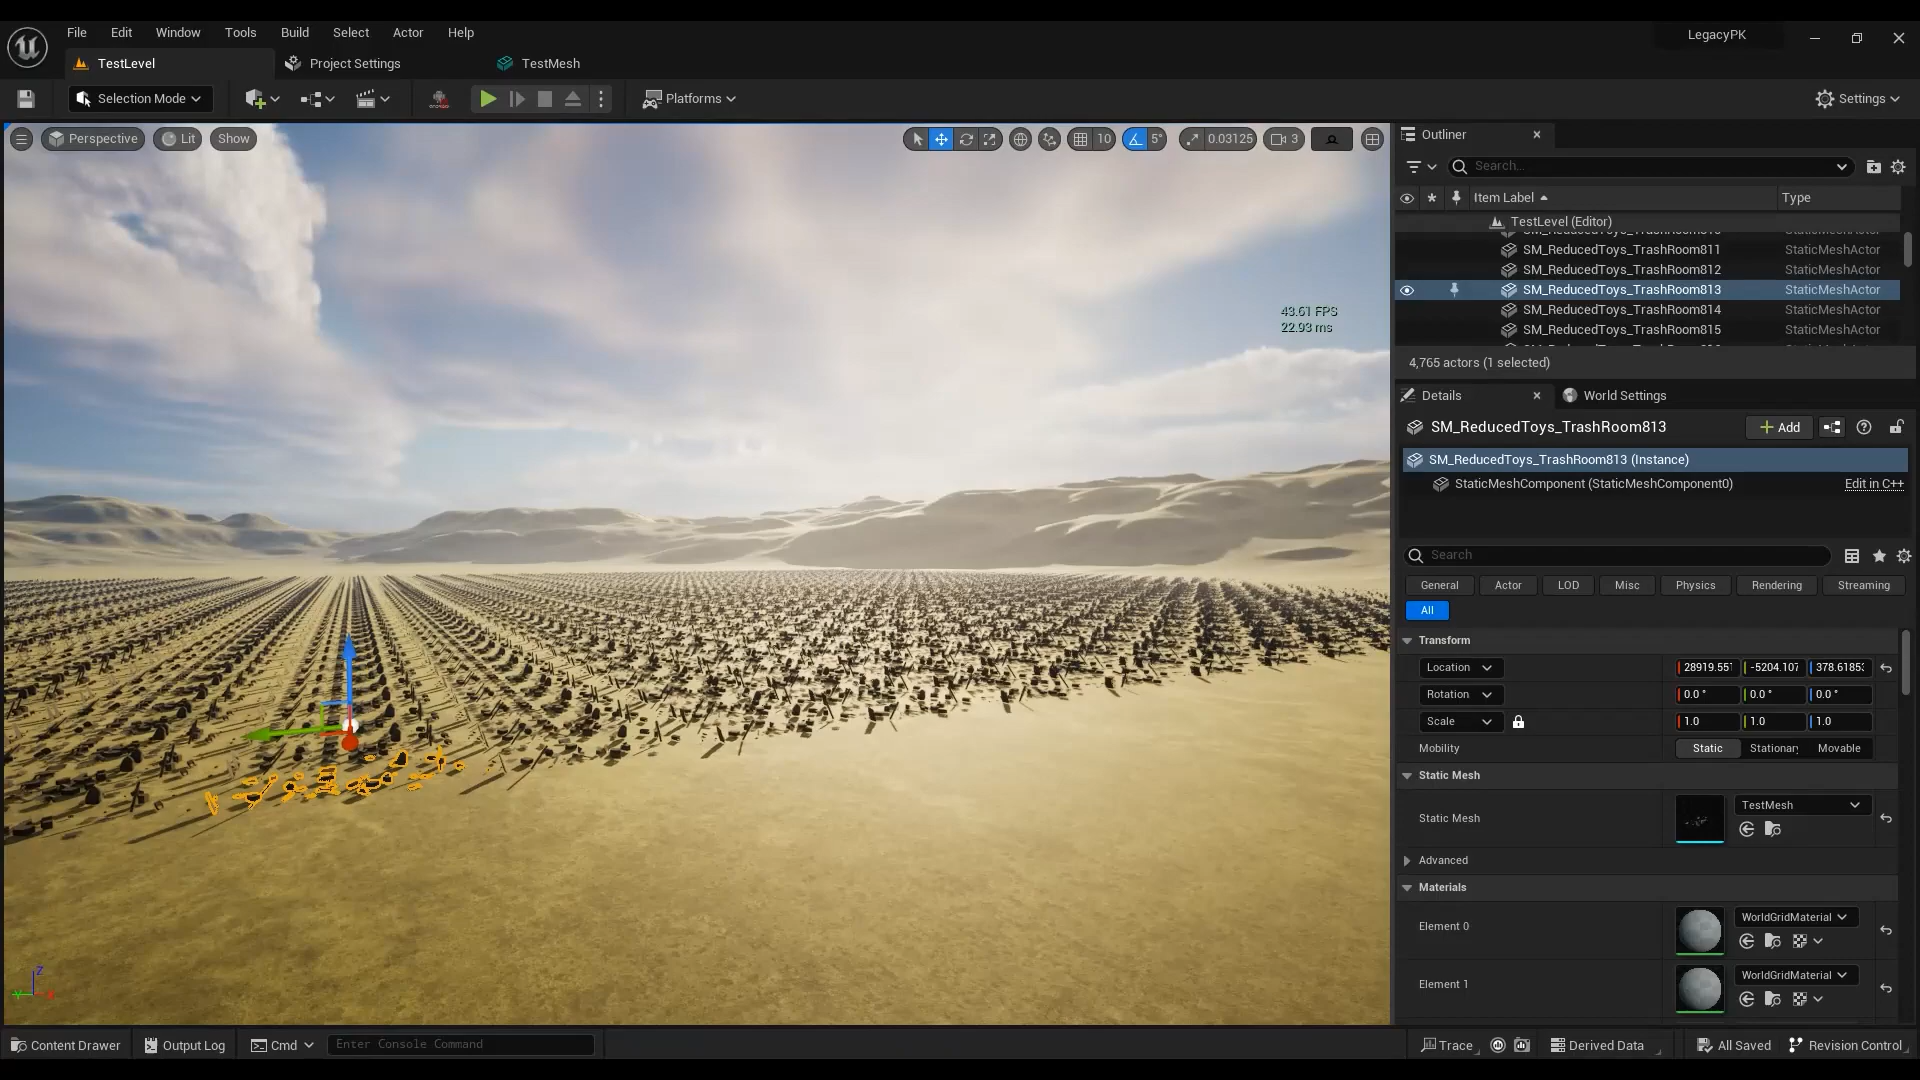 File Edit Window Tools Build Select Actor Help
LegacyPK
TestLevel
Project Settings
TestMesh
Selection Mode
Platforms
Settings
Perspective
Lit
Show
10
5°
0.03125
3
43.61 FPS
22.93 ms
Outliner
Search...
Item Label
Type
TestLevel (Editor)
SM_ReducedToys_TrashRoom811 StaticMeshActor
SM_ReducedToys_TrashRoom812 StaticMeshActor
SM_ReducedToys_TrashRoom813 StaticMeshActor
SM_ReducedToys_TrashRoom814 StaticMeshActor
SM_ReducedToys_TrashRoom815 StaticMeshActor
4,765 actors (1 selected)
Details
World Settings
SM_ReducedToys_TrashRoom813
Add
SM_ReducedToys_TrashRoom813 (Instance)
StaticMeshComponent (StaticMeshComponent0)
Edit in C++
Search
General Actor LOD Misc Physics Rendering Streaming
All
Transform
Location 28919.551 -5204.107 378.6185
Rotation 0.0 ° 0.0 ° 0.0 °
Scale 1.0 1.0 1.0
Mobility Static Stationary Movable
Static Mesh
Static Mesh
TestMesh
Advanced
Materials
Element 0
WorldGridMaterial
Element 1
WorldGridMaterial
X
Y
Z
Content Drawer
Output Log
Cmd
Enter Console Command
Trace
Derived Data
All Saved
Revision Control